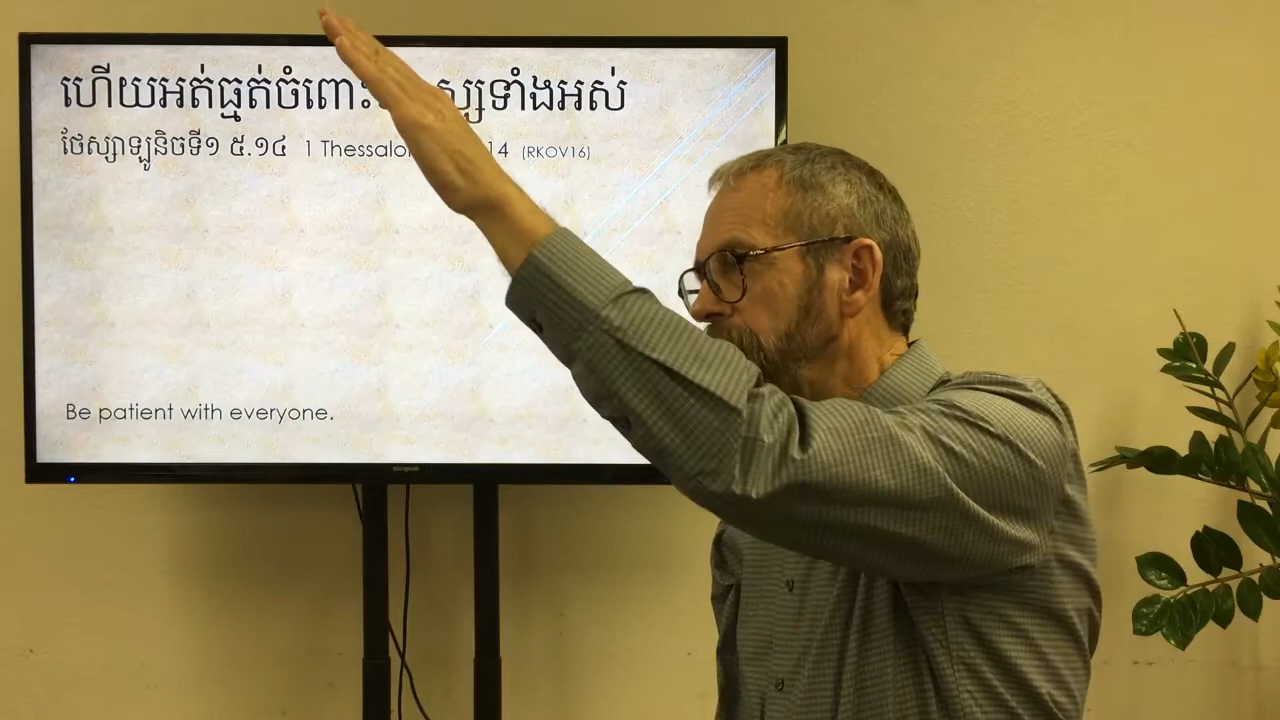 ហើយអត់ធ្មត់ចំពោះ ទាំងអស់
ថែស្សាឡូនិចទី១ ៥.១៤ 1 14 (RKOV16)
Be patient with everyone.